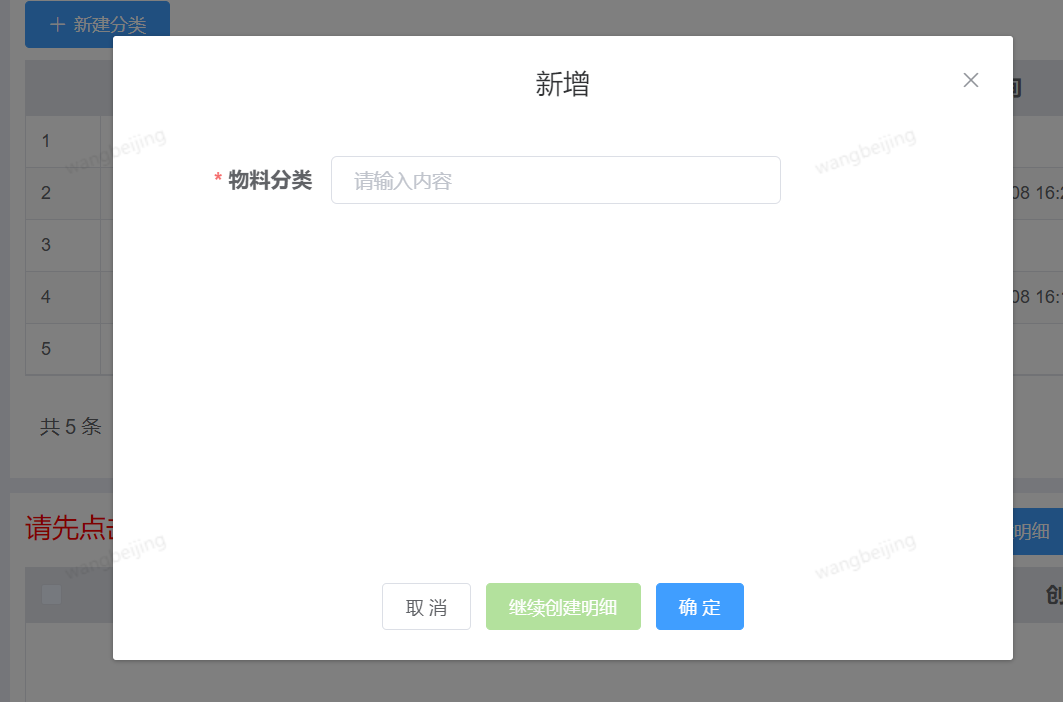 新建分类
新增
1
wangbeijing
wangbeijing
* 物料分类
请输入内容
2
08 16:
3
4
08 16:
5
共 5 条
请先点
明细
wangbeijing
wangbeijing
创
取 消
继续创建明细
确 定